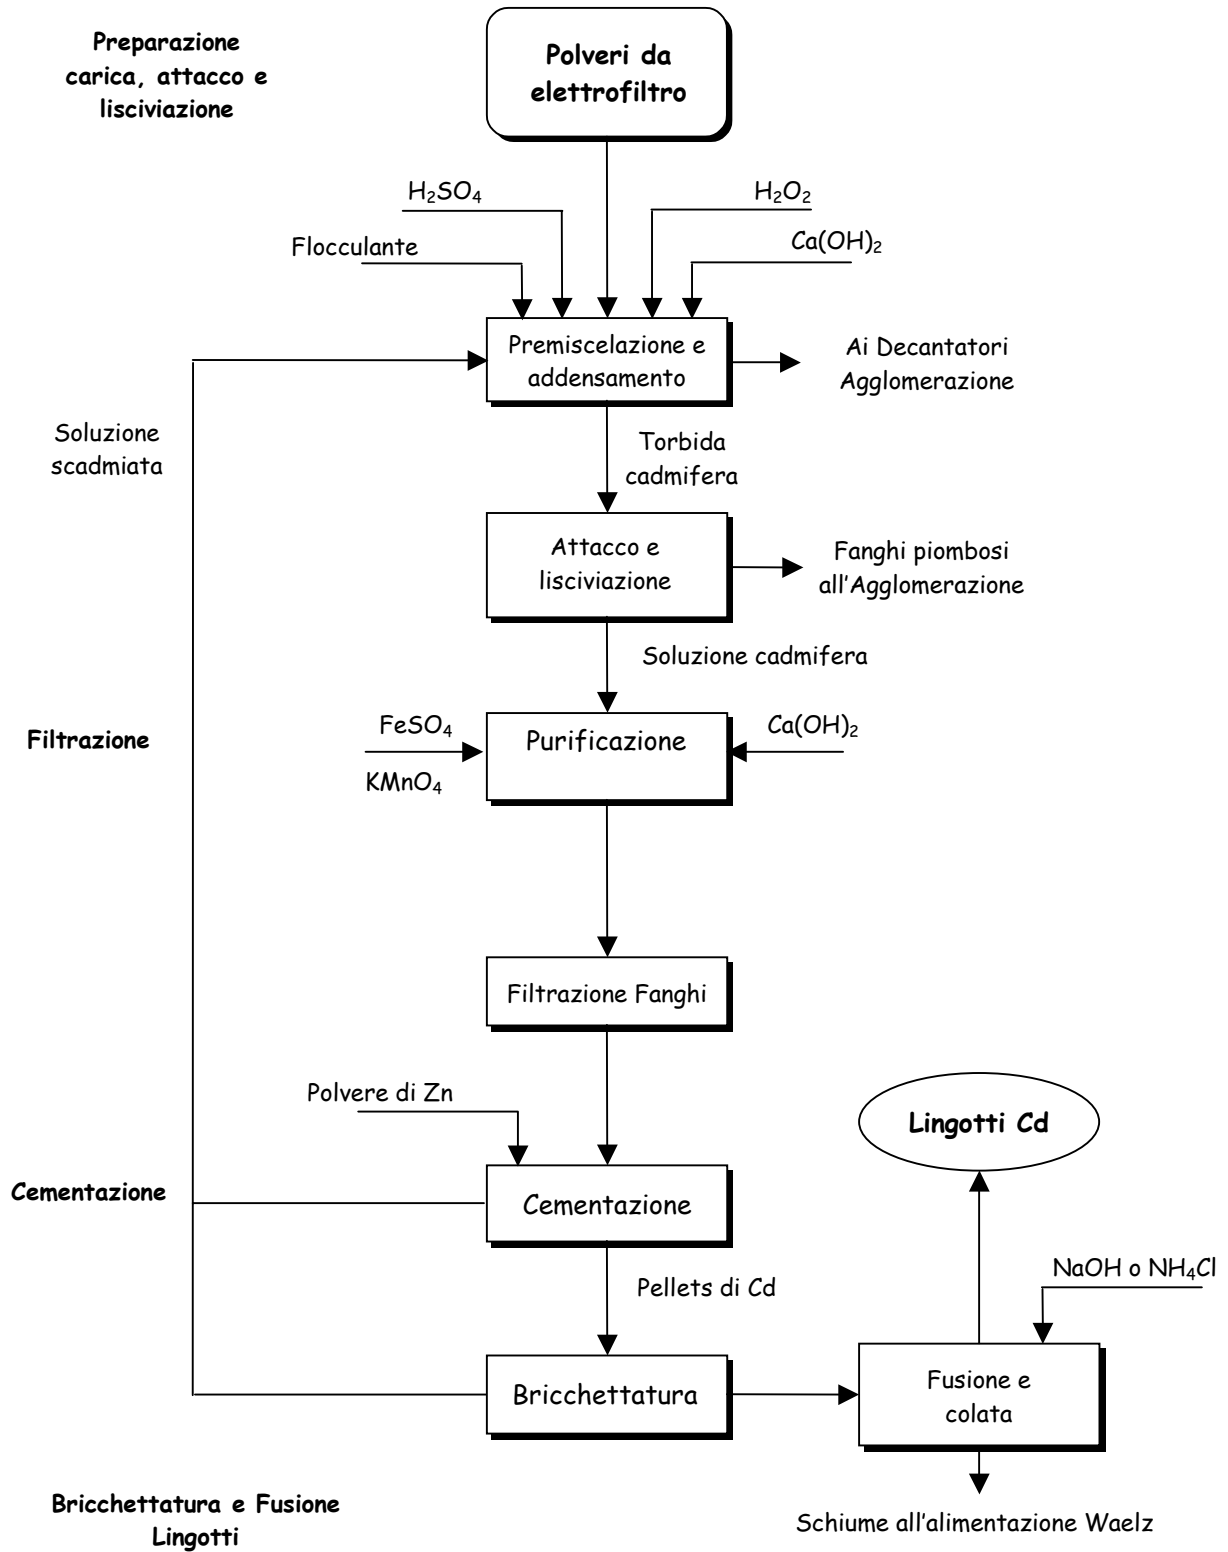 Preparazione
carica, attacco e
lisciviazione
Polveri da
elettrofiltro
H₂SO₄
H₂O₂
Flocculante
Ca(OH)₂
Premiscelazione e
addensamento
Ai Decantatori
Agglomerazione
Soluzione
scadmiata
Torbida
cadmifera
Attacco e
lisciviazione
Fanghi piombosi
all'Agglomerazione
Soluzione cadmifera
Filtrazione
FeSO₄
KMnO₄
Purificazione
Ca(OH)₂
Filtrazione Fanghi
Polvere di Zn
Lingotti Cd
Cementazione
Cementazione
Pellets di Cd
NaOH o NH₄Cl
Bricchettatura
Fusione e
colata
Bricchettatura e Fusione
Lingotti
Schiume all'alimentazione Waelz